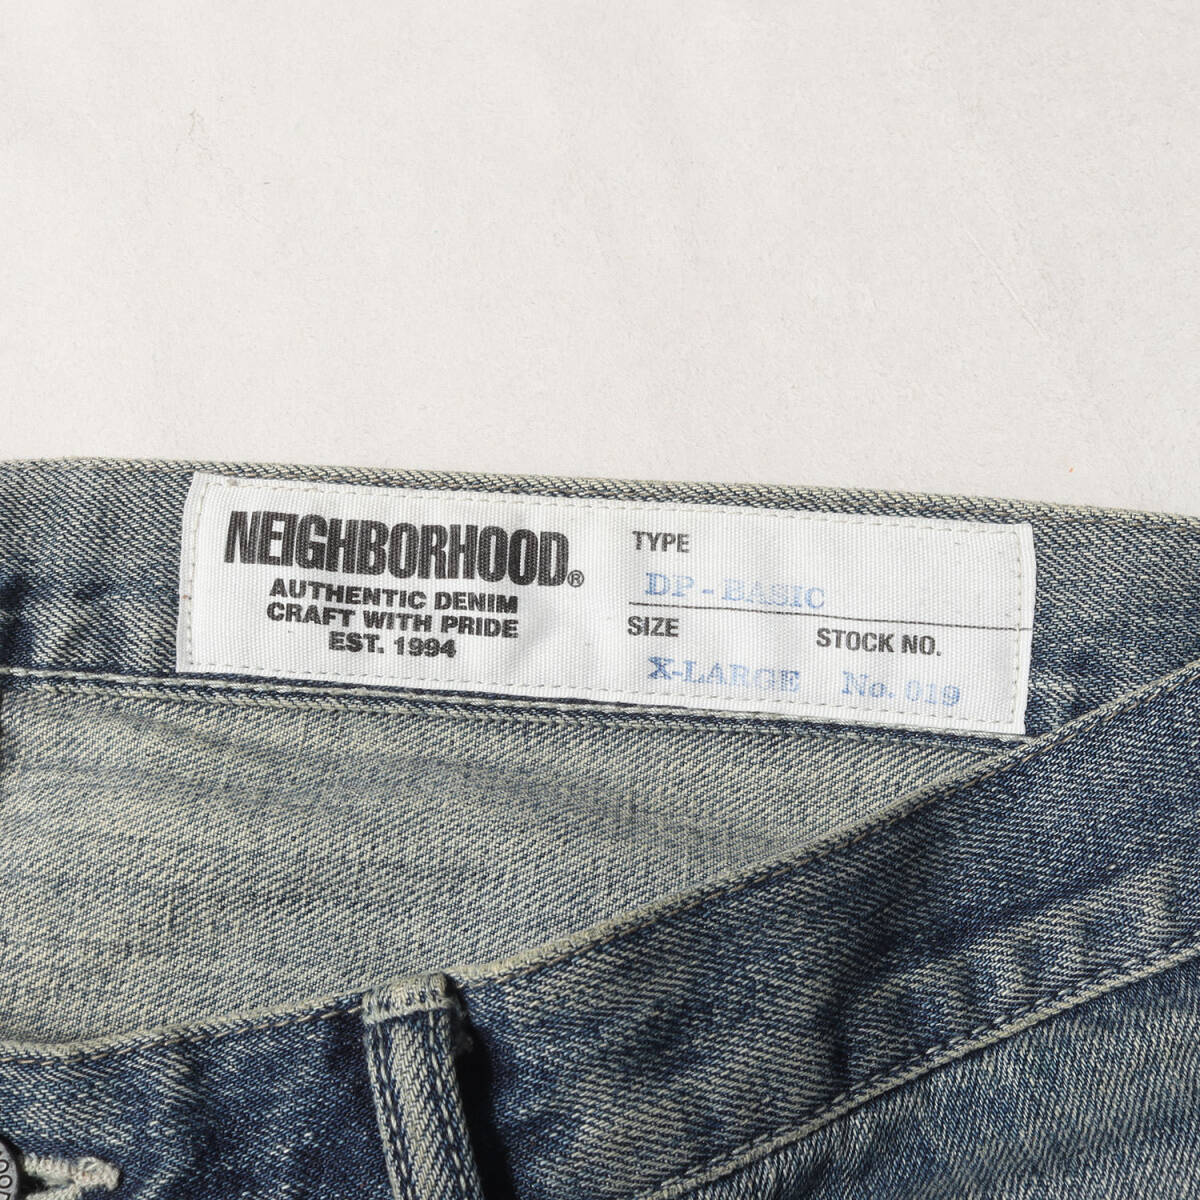 NEIGHBORHOOD®
AUTHENTIC DENIM
CRAFT WITH PRIDE
EST. 1994
TYPE
DP-BASIC
SIZE
X-LARGE
STOCK NO.
No. 019